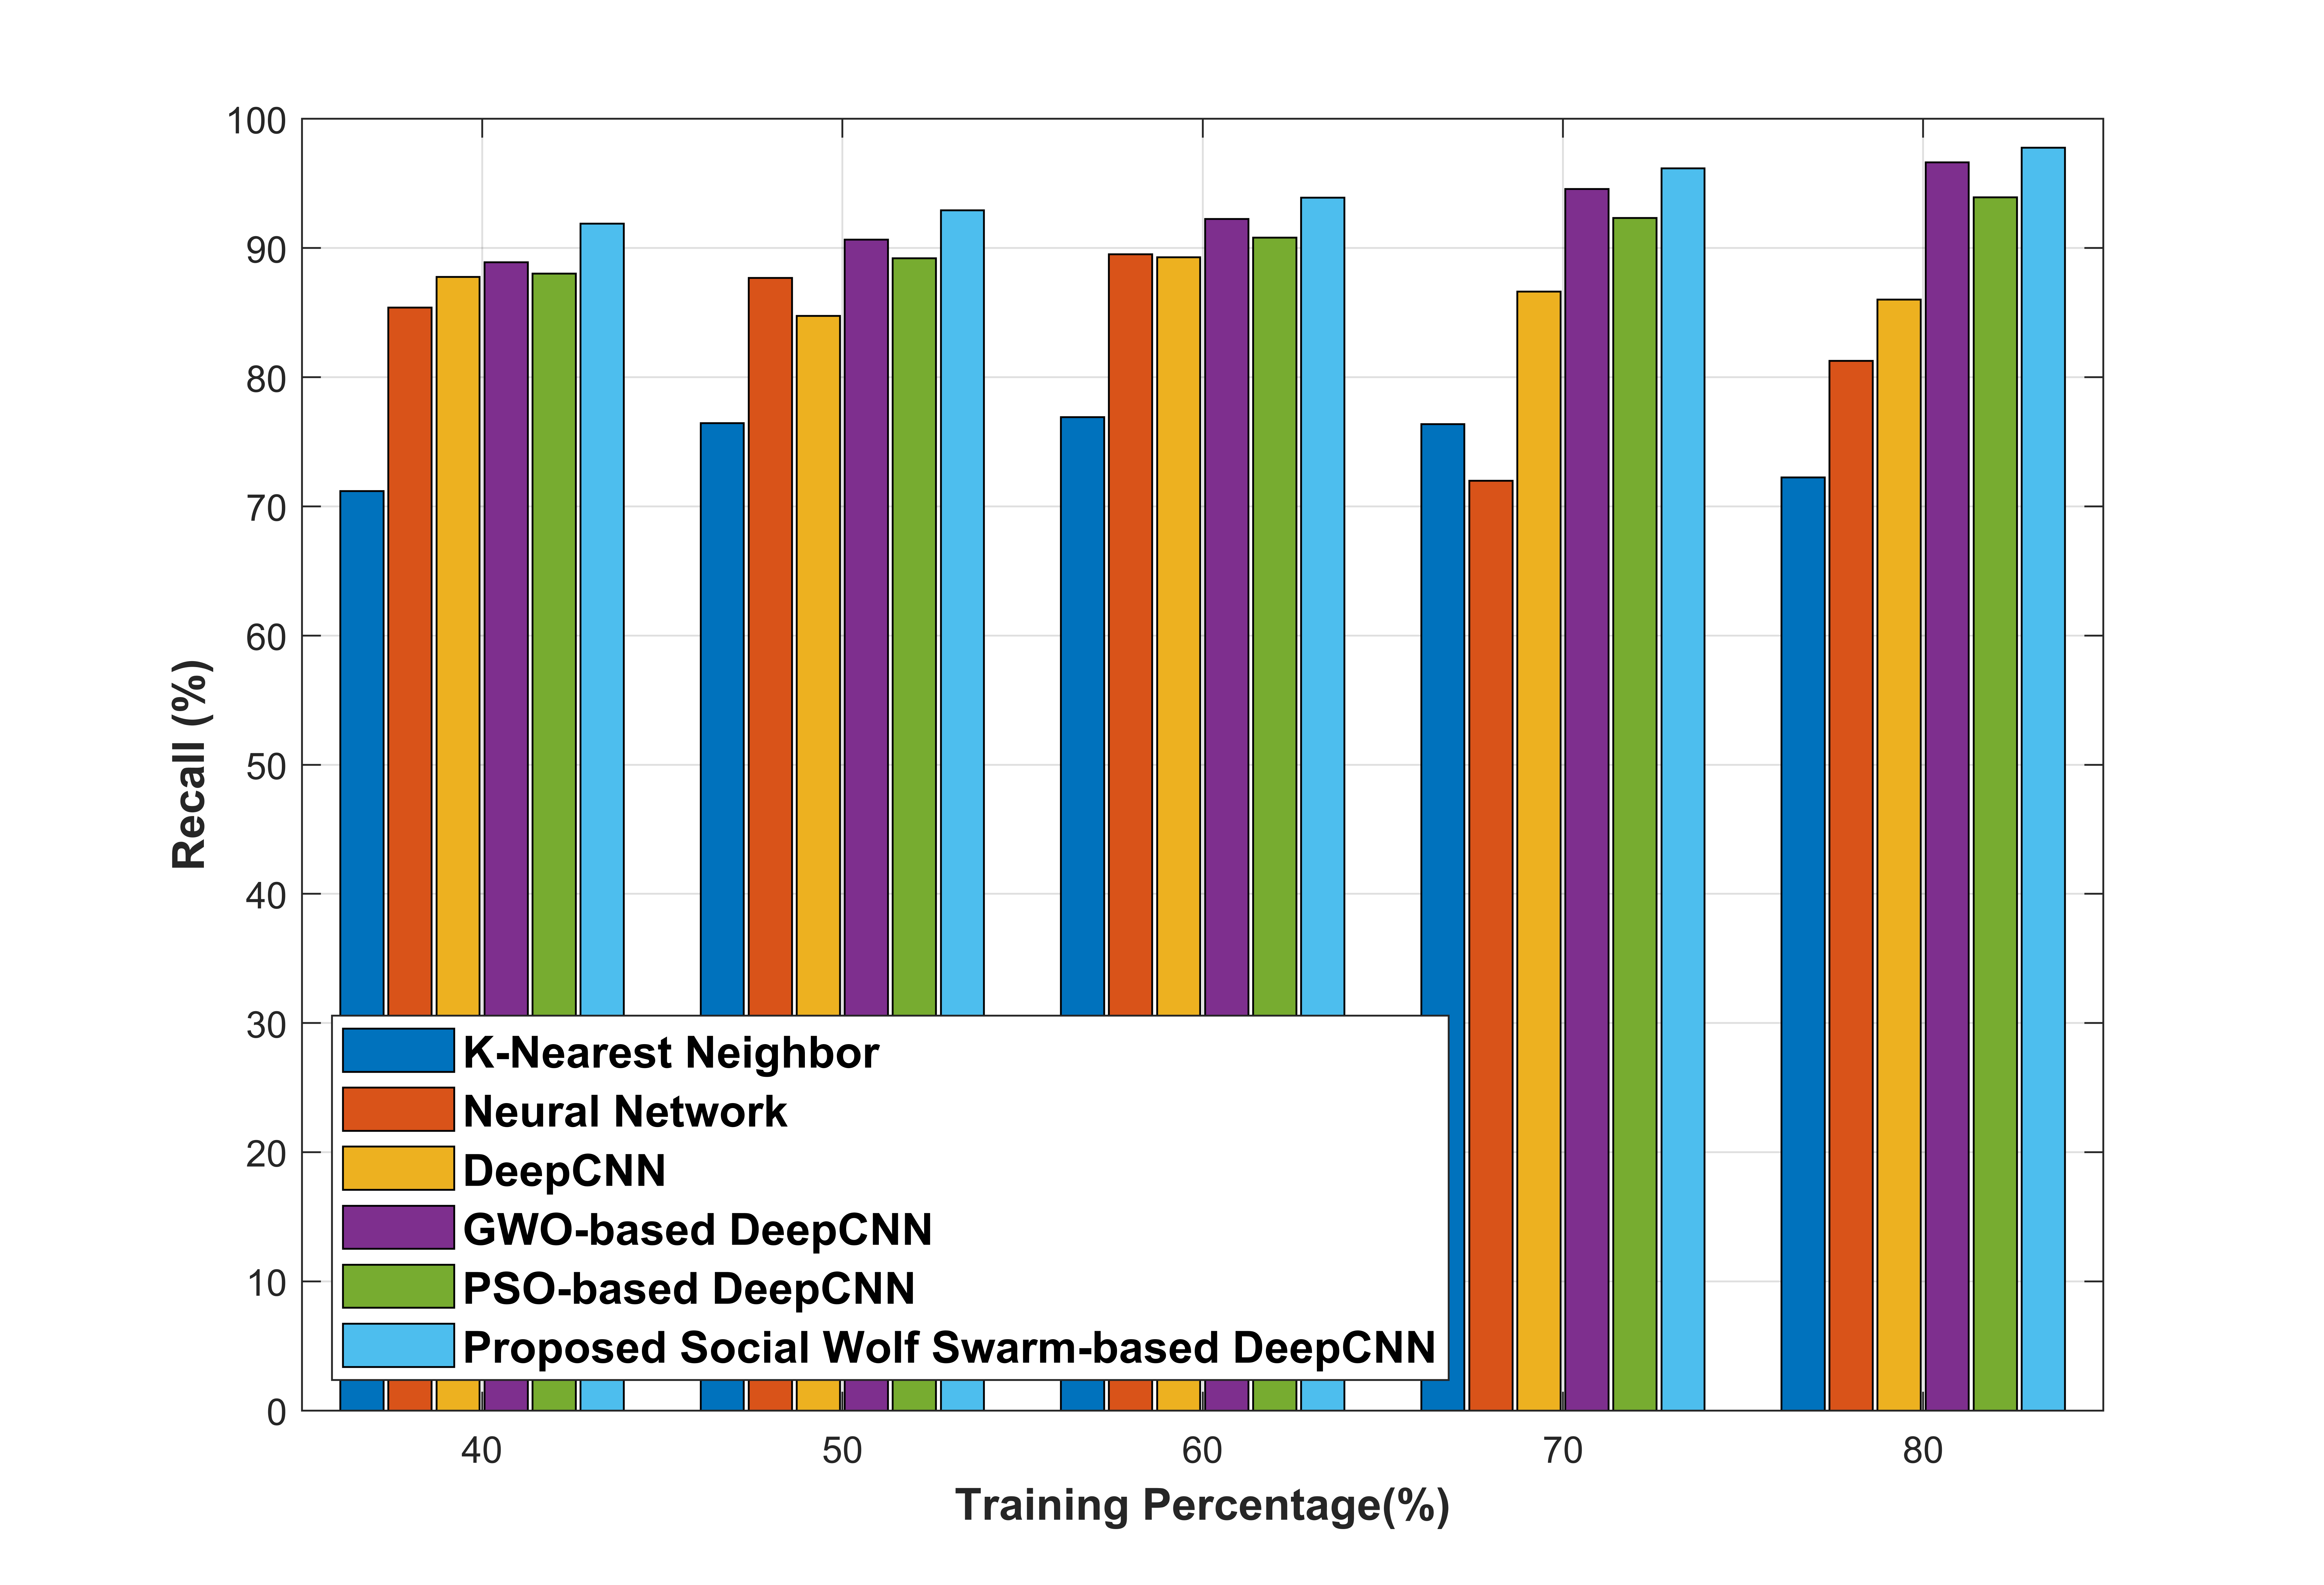 100
90
80
70
60
50
40
30
20
10
0
Recall (%)
K-Nearest Neighbor
Neural Network
DeepCNN
GWO-based DeepCNN
PSO-based DeepCNN
Proposed Social Wolf Swarm-based DeepCNN
40 50 60 70 80
Training Percentage(%)